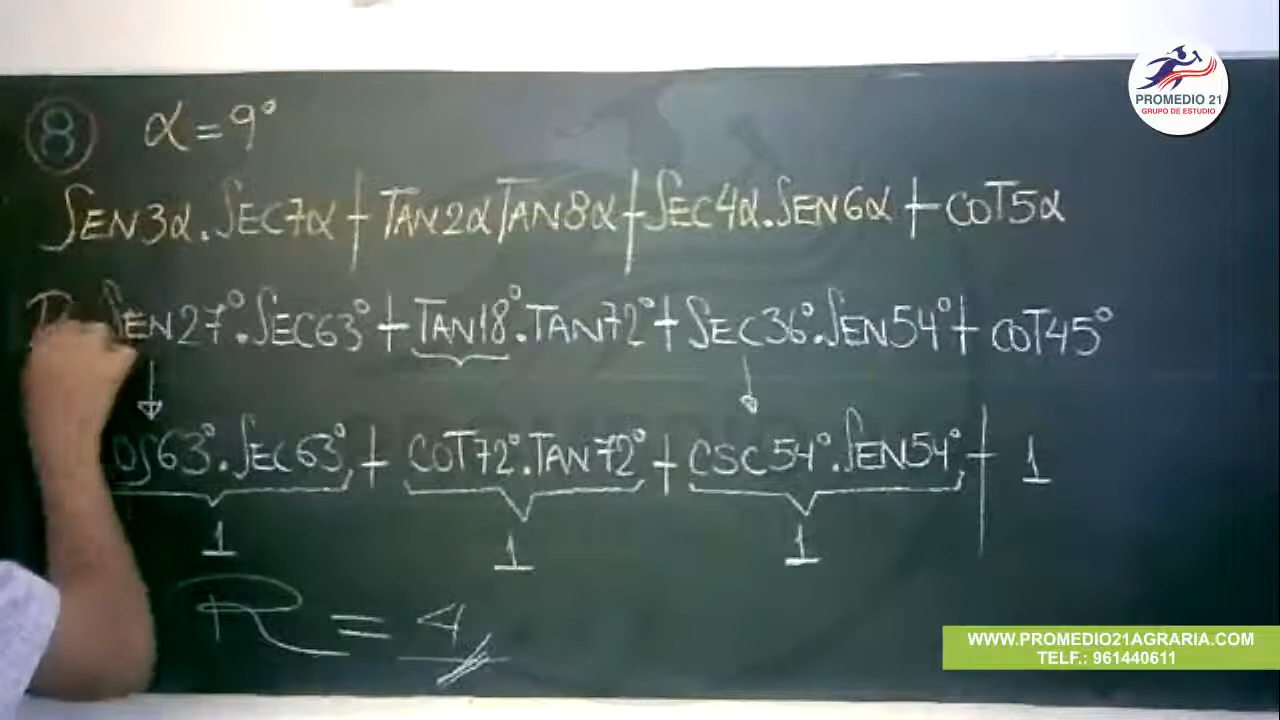 8 α = 9°
SEN3α.SEC7α + TAN2α TAN8α + SEC4α.SEN6α + COT5α
SEN27°.SEC63° + TAN18°.TAN72° + SEC36°.SEN54° + COT45°
OS63°.SEC63° + COT72°.TAN72° + CSC54°.SEN54° + 1
1 1 1
R = 4
PROMEDIO 21
GRUPO DE ESTUDIO
WWW.PROMEDIO21AGRARIA.COM
TELF.: 961440611